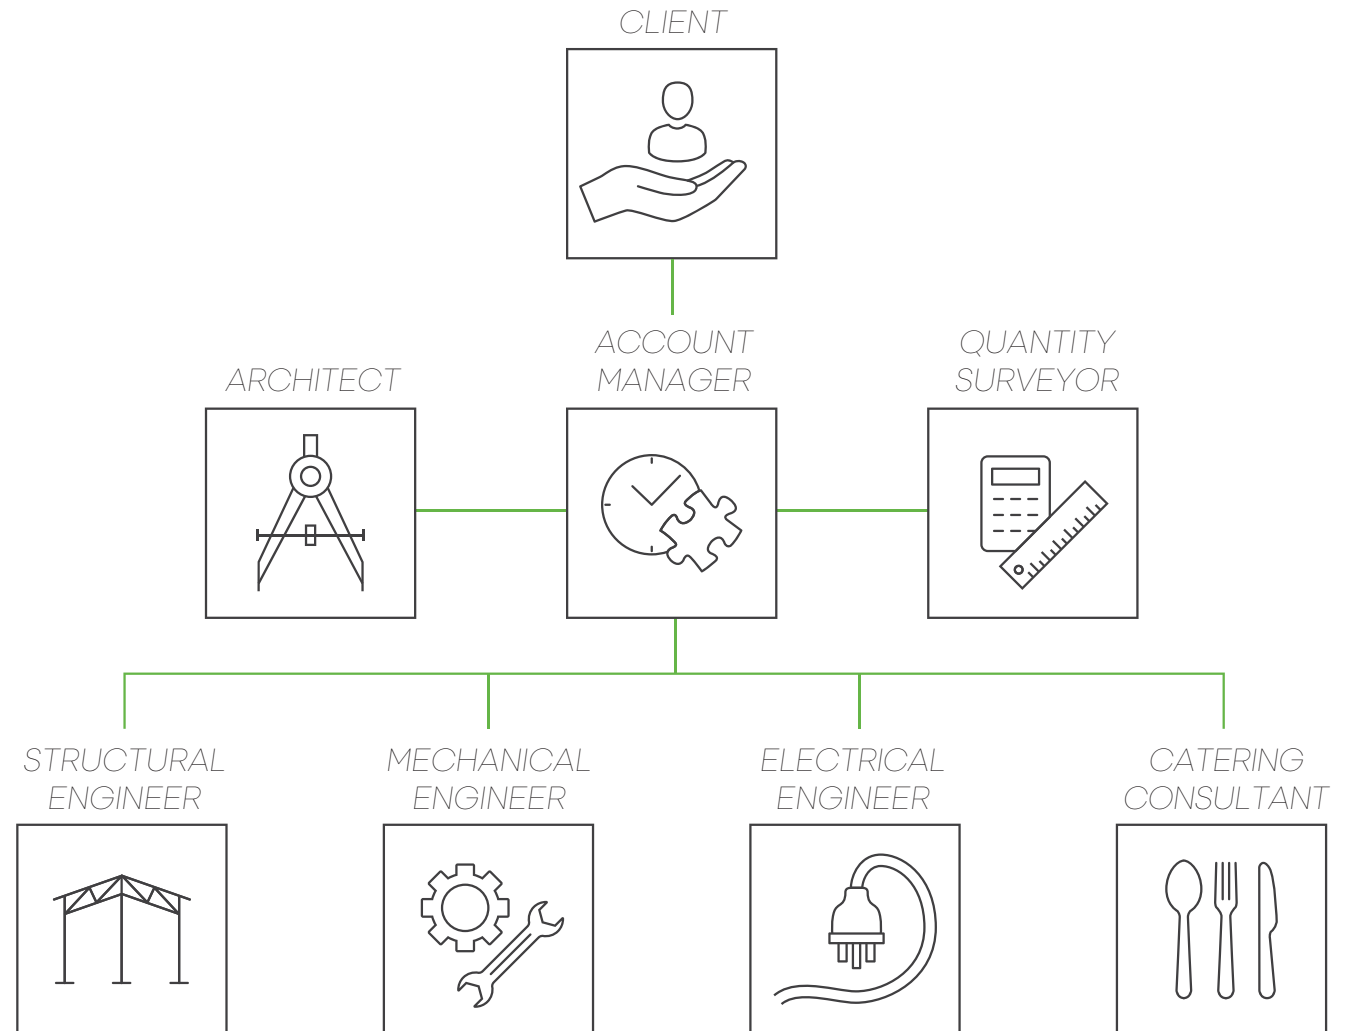 CLIENT
ARCHITECT
ACCOUNT
MANAGER
QUANTITY
SURVEYOR
STRUCTURAL
ENGINEER
MECHANICAL
ENGINEER
ELECTRICAL
ENGINEER
CATERING
CONSULTANT